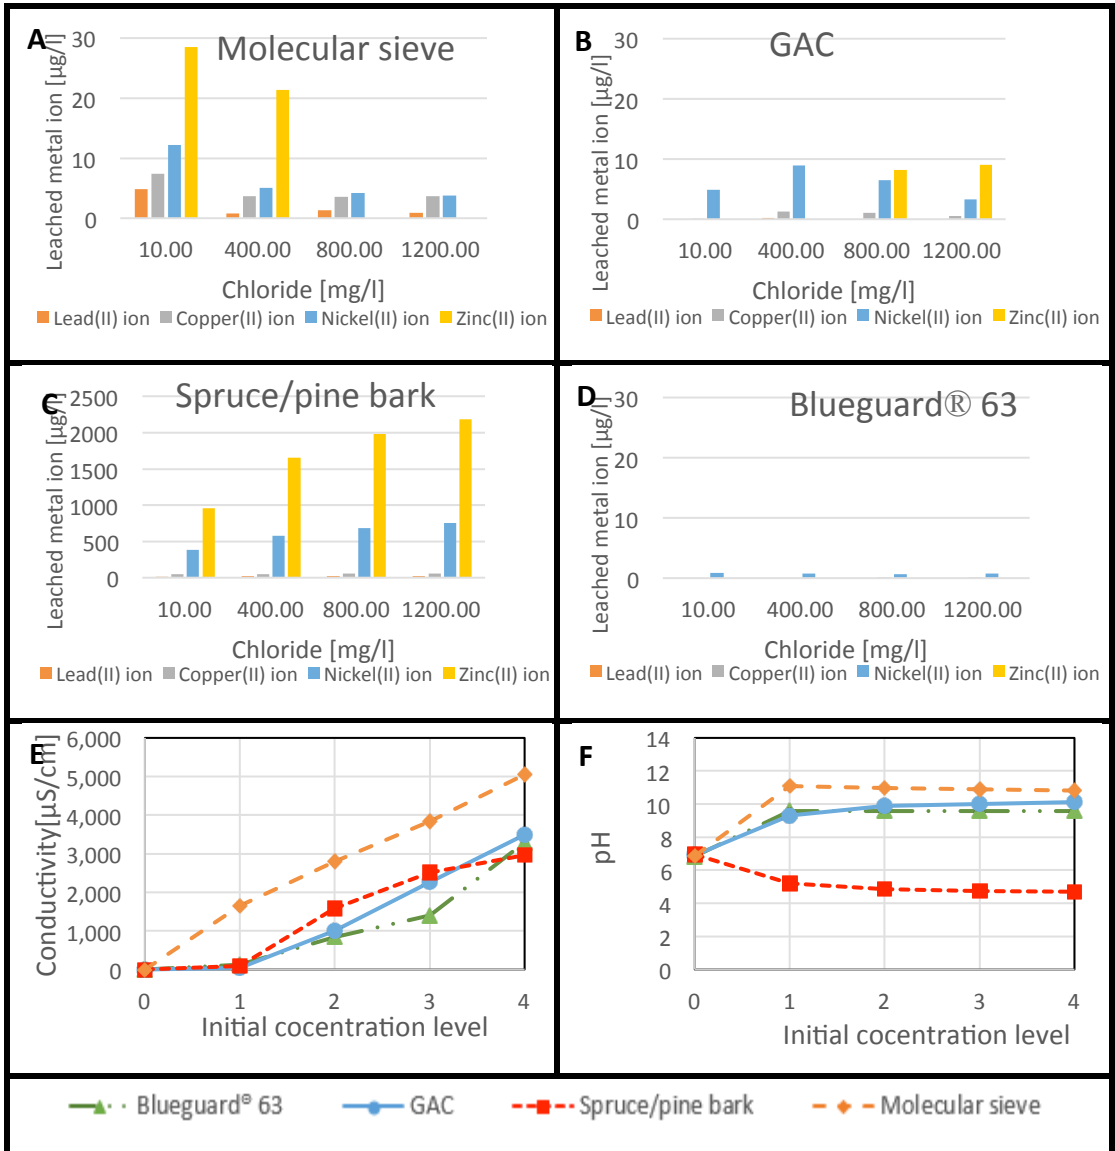 A
Molecular sieve
Leached metal ion [µg/l]
30
20
10
0
10.00 400.00 800.00 1200.00
Chloride [mg/l]
Lead(II) ion Copper(II) ion Nickel(II) ion Zinc(II) ion
B
GAC
Leached metal ion [µg/l]
30
20
10
0
10.00 400.00 800.00 1200.00
Chloride [mg/l]
Lead(II) ion Copper(II) ion Nickel(II) ion Zinc(II) ion
C
Spruce/pine bark
Leached metal ion [µg/l]
2500
2000
1500
1000
500
0
10.00 400.00 800.00 1200.00
Chloride [mg/l]
Lead(II) ion Copper(II) ion Nickel(II) ion Zinc(II) ion
D
Blueguard® 63
Leached metal ion [µg/l]
30
20
10
0
10.00 400.00 800.00 1200.00
Chloride [mg/l]
Lead(II) ion Copper(II) ion Nickel(II) ion Zinc(II) ion
E
Conductivity[µS/cm]
6,000
5,000
4,000
3,000
2,000
1,000
0
0 1 2 3 4
Initial cocentration level
F
pH
14
12
10
8
6
4
2
0
0 1 2 3 4
Initial cocentration level
Blueguard® 63 GAC Spruce/pine bark Molecular sieve